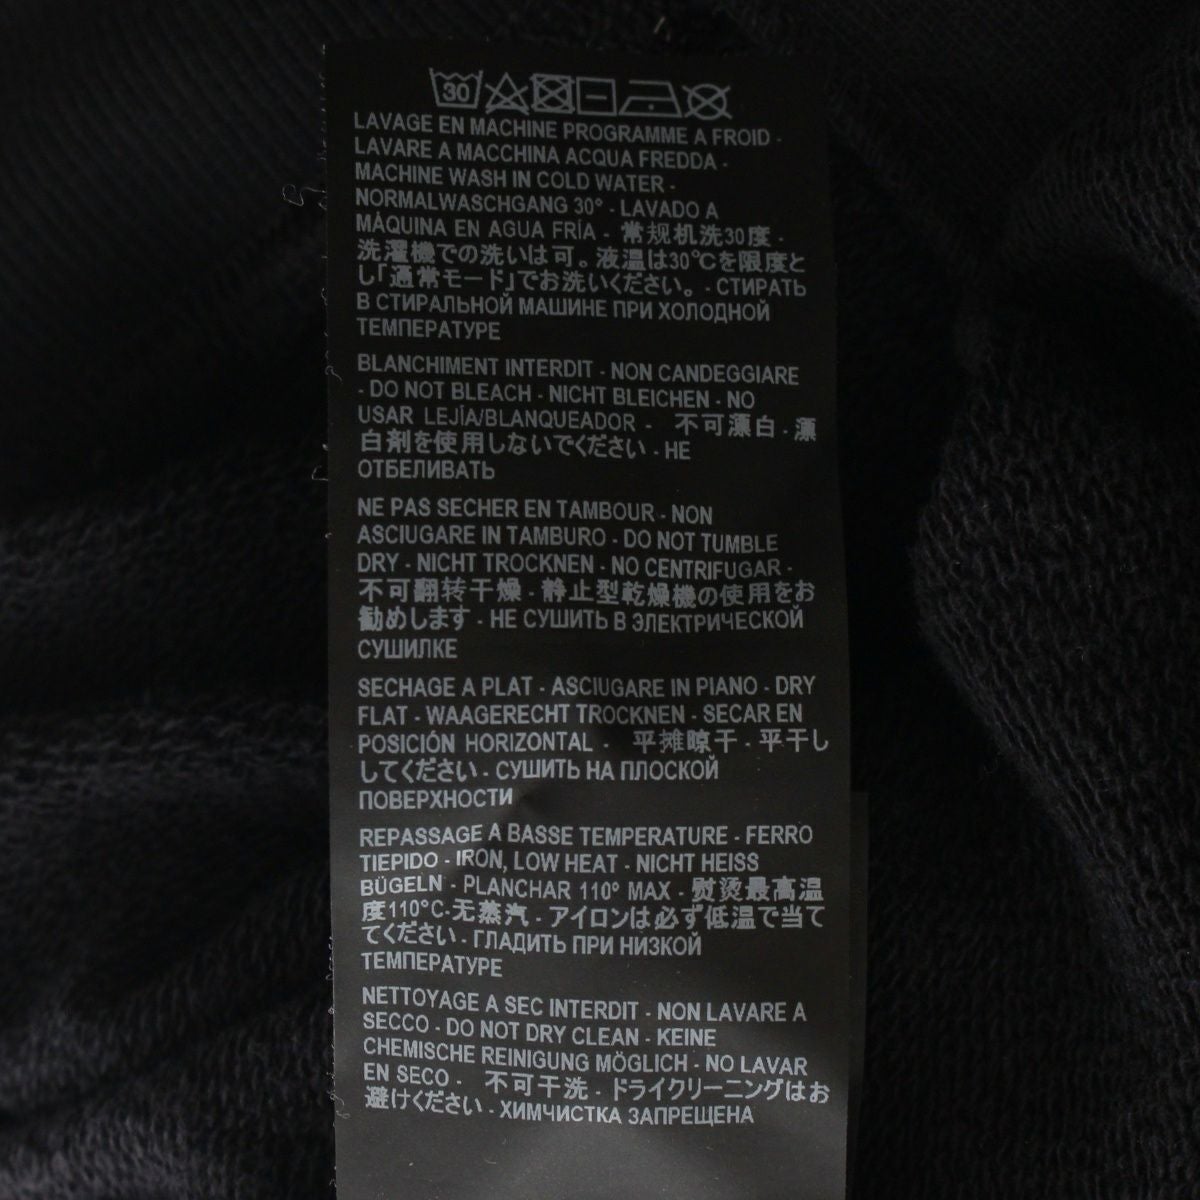 30
LAVAGE EN MACHINE PROGRAMME A FROID -
LAVARE A MACCHINA ACQUA FREDDA -
MACHINE WASH IN COLD WATER -
NORMALWASCHGANG 30° - LAVADO A
MÁQUINA EN AGUA FRÍA - 常规机洗30度 -
洗濯機での洗いは可。液温は30℃を限度と
し「通常モード」でお洗いください。 - СТИРАТЬ
В СТИРАЛЬНОЙ МАШИНЕ ПРИ ХОЛОДНОЙ
ТЕМПЕРАТУРЕ
BLANCHIMENT INTERDIT - NON CANDEGGIARE
- DO NOT BLEACH - NICHT BLEICHEN - NO
USAR LEJÍA/BLANQUEADOR - 不可漂白 - 漂
白剤を使用しないでください - НЕ
ОТБЕЛИВАТЬ
NE PAS SECHER EN TAMBOUR - NON
ASCIUGARE IN TAMBURO - DO NOT TUMBLE
DRY - NICHT TROCKNEN - NO CENTRIFUGAR -
不可翻转干燥 - 静止型乾燥機の使用をお
勧めします - НЕ СУШИТЬ В ЭЛЕКТРИЧЕСКОЙ
СУШИЛКЕ
SECHAGE A PLAT - ASCIUGARE IN PIANO - DRY
FLAT - WAAGERECHT TROCKNEN - SECAR EN
POSICIÓN HORIZONTAL - 平摊晾干 - 平干し
してください - СУШИТЬ НА ПЛОСКОЙ
ПОВЕРХНОСТИ
REPASSAGE A BASSE TEMPERATURE - FERRO
TIEPIDO - IRON, LOW HEAT - NICHT HEISS
BÜGELN - PLANCHAR 110° MAX - 熨烫最高温
度110°C-无蒸汽 - アイロンは必ず低温で当て
てください - ГЛАДИТЬ ПРИ НИЗКОЙ
ТЕМПЕРАТУРЕ
NETTOYAGE A SEC INTERDIT - NON LAVARE A
SECCO - DO NOT DRY CLEAN - KEINE
CHEMISCHE REINIGUNG MÖGLICH - NO LAVAR
EN SECO - 不可干洗 - ドライクリーニングはお
避けください - ХИМЧИСТКА ЗАПРЕЩЕНА